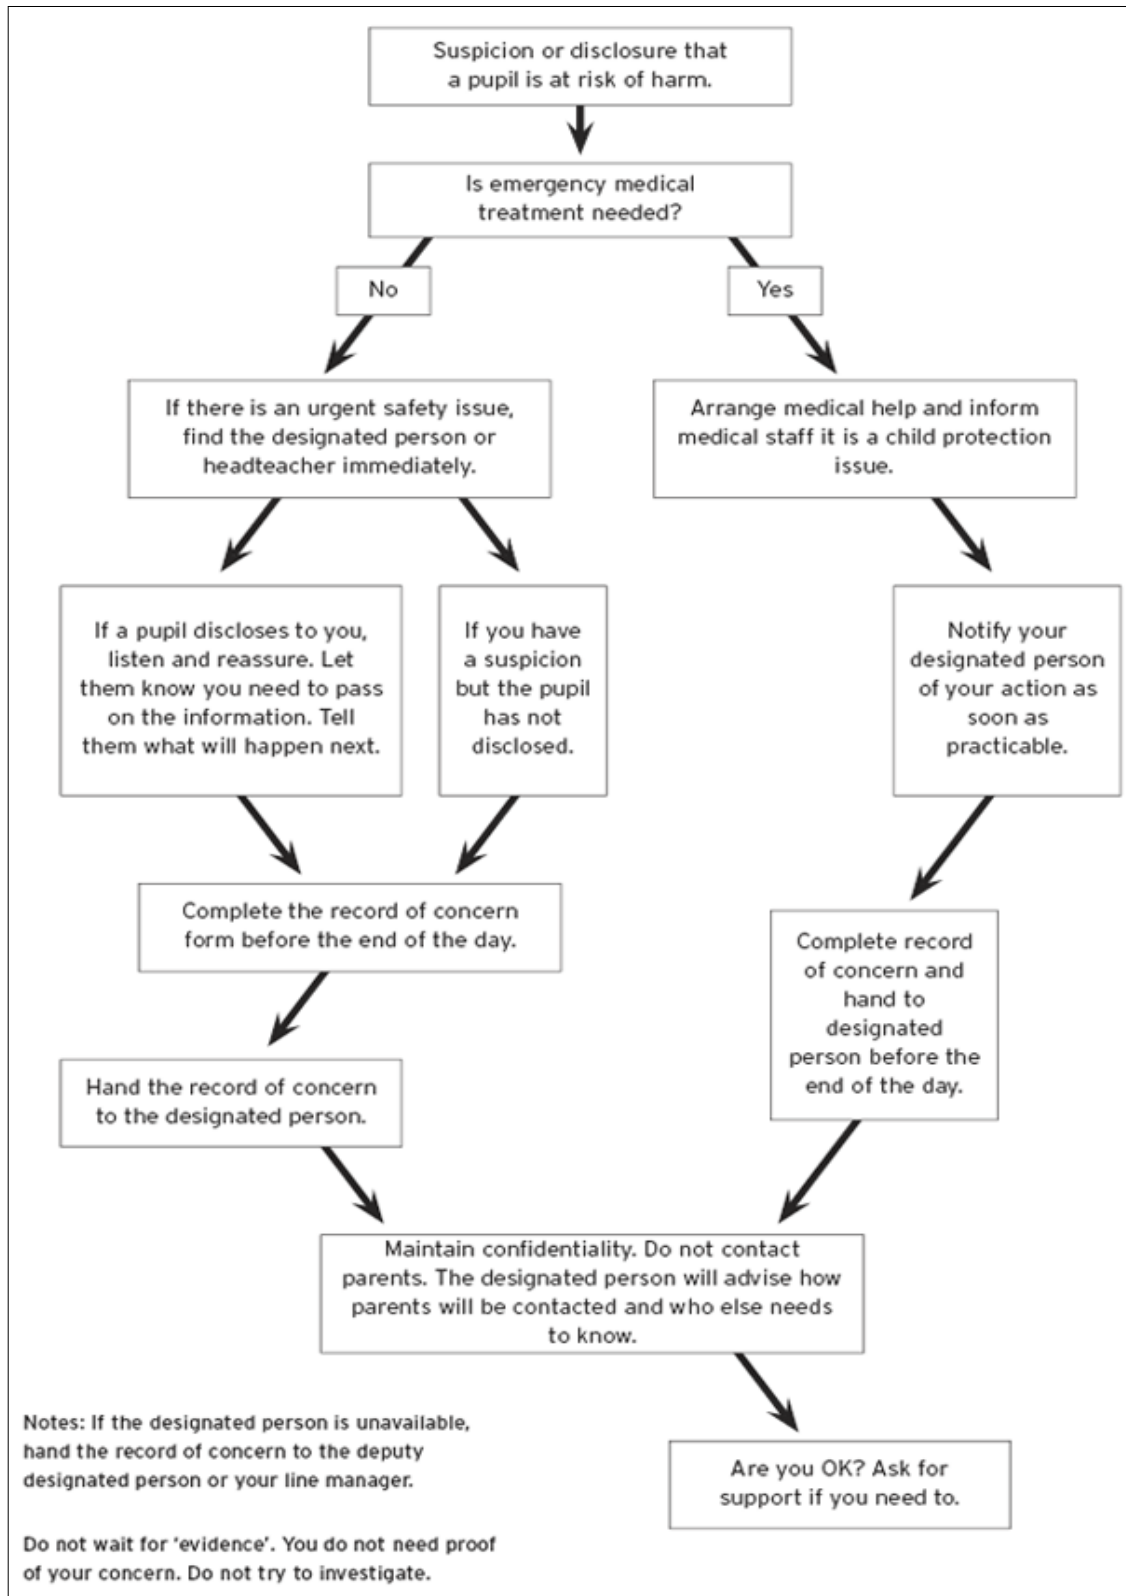 Suspicion or disclosure that
a pupil is at risk of harm.
Is emergency medical
treatment needed?
No
Yes
If there is an urgent safety issue,
find the designated person or
headteacher immediately.
Arrange medical help and inform
medical staff it is a child protection
issue.
If a pupil discloses to you,
listen and reassure. Let
them know you need to pass
on the information. Tell
them what will happen next.
If you have
a suspicion
but the pupil
has not
disclosed.
Notify your
designated person
of your action as
soon as
practicable.
Complete the record of concern
form before the end of the day.
Complete record
of concern and
hand to
designated
person before the
end of the day.
Hand the record of concern
to the designated person.
Maintain confidentiality. Do not contact
parents. The designated person will advise how
parents will be contacted and who else needs
to know.
Notes: If the designated person is unavailable,
hand the record of concern to the deputy
designated person or your line manager.
Do not wait for ‘evidence’. You do not need proof
of your concern. Do not try to investigate.
Are you OK? Ask for
support if you need to.